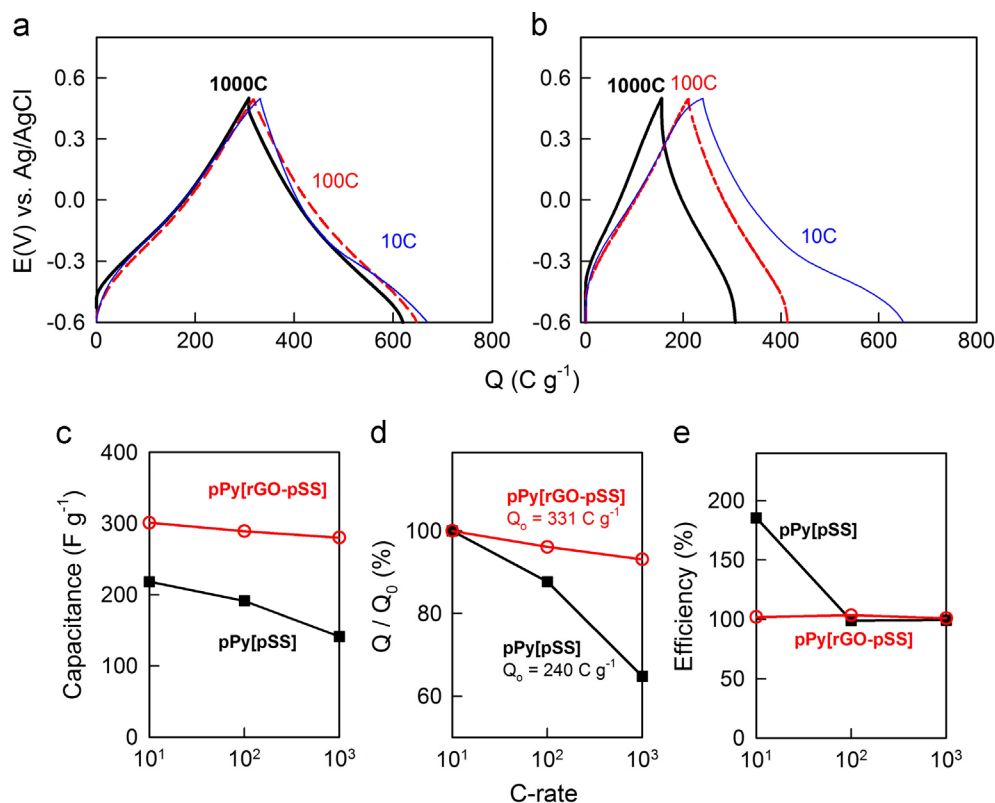 a
b
E(V) vs. Ag/AgCl
0.6
0.3
0.0
-0.3
-0.6
0 200 400 600 800
1000C
100C
10C
0.6
0.3
0.0
-0.3
-0.6
0 200 400 600 800
1000C
100C
10C
Q (C g⁻¹)
c
Capacitance (F g⁻¹)
400
300
200
100
0
10¹ 10² 10³
pPy[rGO-pSS]
pPy[pSS]
d
Q / Q₀ (%)
100
80
60
10¹ 10² 10³
pPy[rGO-pSS]
Qₒ = 331 C g⁻¹
pPy[pSS]
Qₒ = 240 C g⁻¹
e
Efficiency (%)
200
150
100
50
0
10¹ 10² 10³
pPy[pSS]
pPy[rGO-pSS]
C-rate